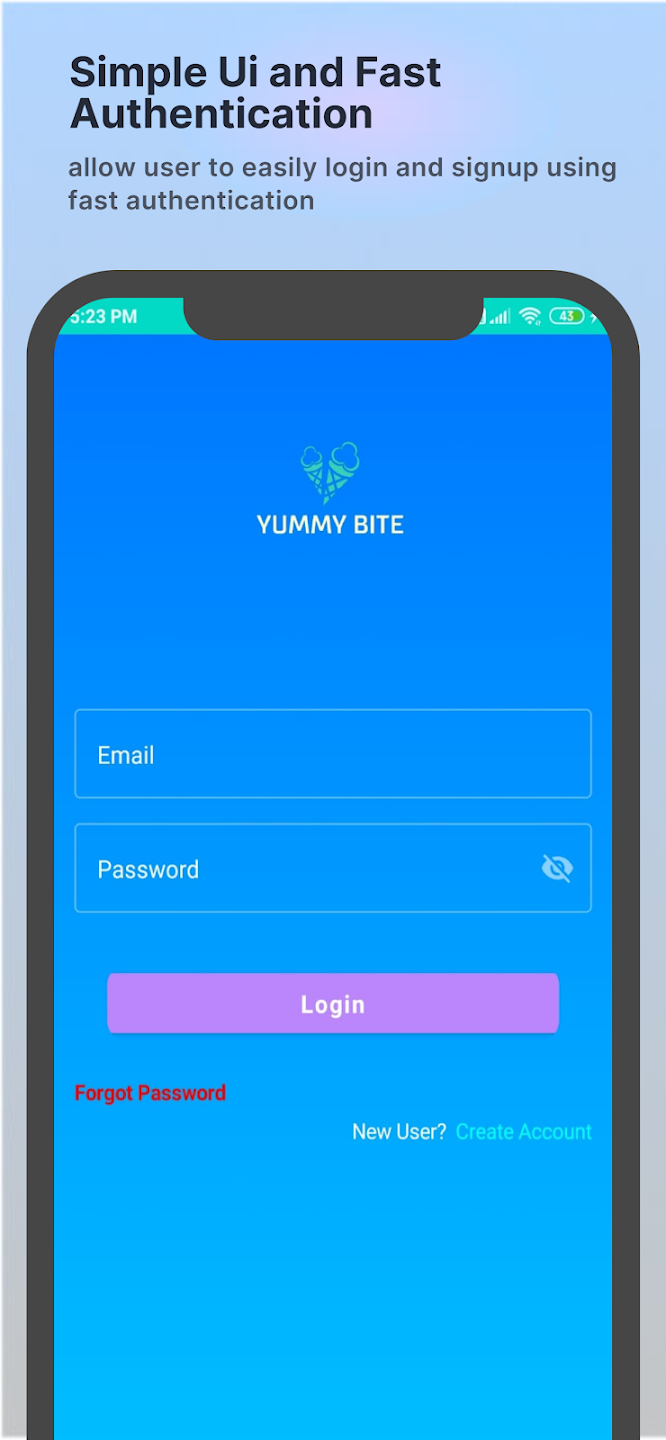 Simple Ui and Fast
Authentication
allow user to easily login and signup using
fast authentication
5:23 PM
43
YUMMY BITE
Email
Password
Login
Forgot Password
New User? Create Account